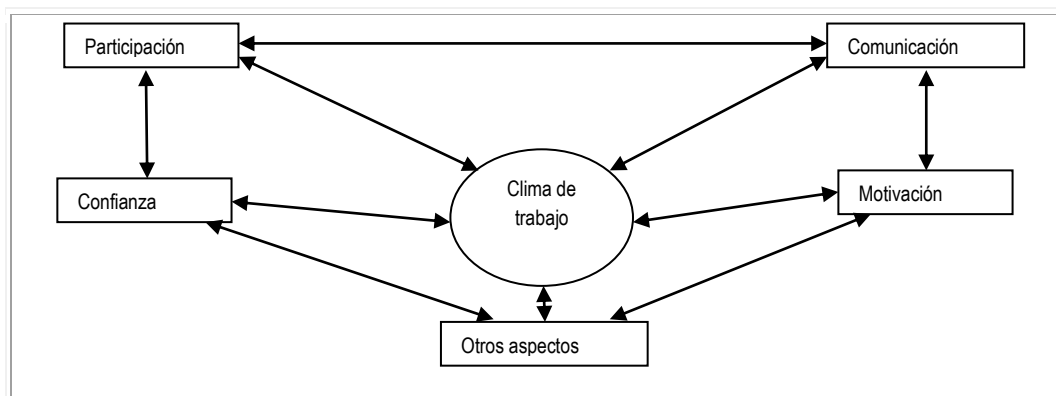 Participación
Comunicación
Clima de
trabajo
Confianza
Motivación
Otros aspectos